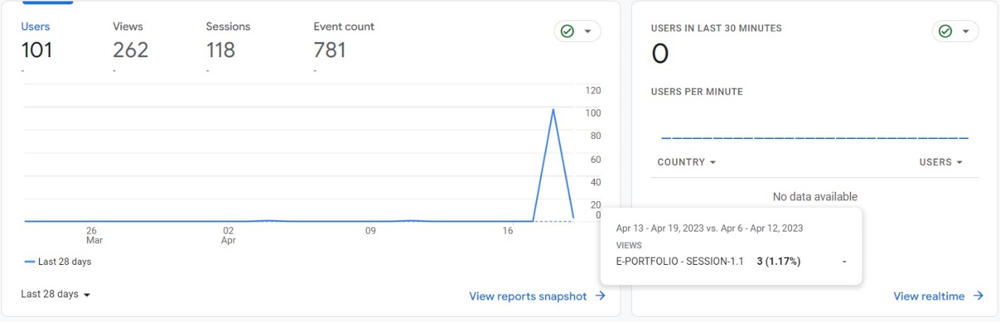 Users
101
-
Views
262
-
Sessions
118
-
Event count
781
-
120
100
80
60
40
20
0
26
Mar
02
Apr
09
16
Last 28 days
Last 28 days
View reports snapshot
USERS IN LAST 30 MINUTES
0
USERS PER MINUTE
COUNTRY USERS
No data available
Apr 13 - Apr 19, 2023 vs. Apr 6 - Apr 12, 2023
VIEWS
E-PORTFOLIO - SESSION-1.1 3 (1.17%) -
View realtime